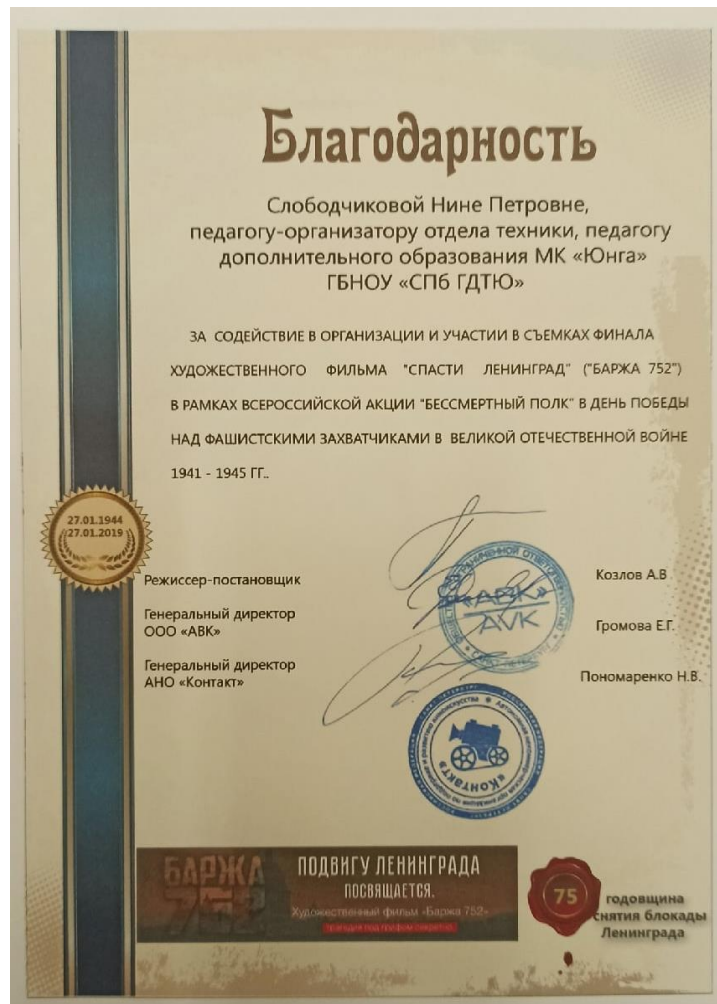 Благодарность
Слободчиковой Нине Петровне,
педагогу-организатору отдела техники, педагогу
дополнительного образования МК «Юнга»
ГБНОУ «СПб ГДТЮ»
ЗА СОДЕЙСТВИЕ В ОРГАНИЗАЦИИ И УЧАСТИИ В СЪЕМКАХ ФИНАЛА
ХУДОЖЕСТВЕННОГО ФИЛЬМА "СПАСТИ ЛЕНИНГРАД" ("БАРЖА 752")
В РАМКАХ ВСЕРОССИЙСКОЙ АКЦИИ "БЕССМЕРТНЫЙ ПОЛК" В ДЕНЬ ПОБЕДЫ
НАД ФАШИСТСКИМИ ЗАХВАТЧИКАМИ В ВЕЛИКОЙ ОТЕЧЕСТВЕННОЙ ВОЙНЕ
1941 - 1945 ГГ..
27.01.1944
27.01.2019
Режиссер-постановщик
Козлов А.В
Генеральный директор
ООО «АВК»
Громова Е.Г.
Генеральный директор
АНО «Контакт»
Пономаренко Н.В.
«АВК»
AVK
«Контакт»
БАРЖА
752
ПОДВИГУ ЛЕНИНГРАДА
ПОСВЯЩАЕТСЯ.
Художественный фильм «Баржа 752»
трагедия под грифом секретно
75
годовщина
снятия блокады
Ленинграда